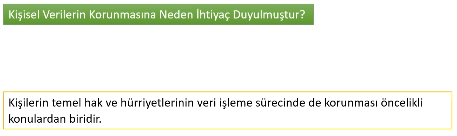 Kişisel Verilerin Korunmasına Neden İhtiyaç Duyulmuştur?
Kişilerin temel hak ve hürriyetlerinin veri işleme sürecinde de korunması öncelikli
konulardan biridir.